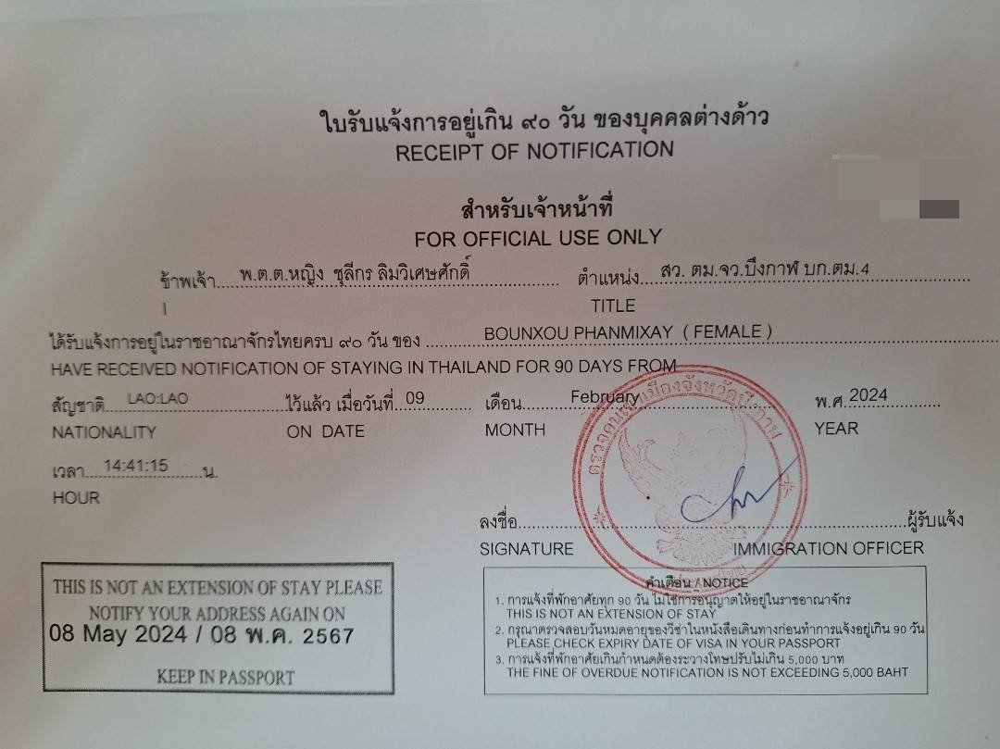 ใบรับแจ้งการอยู่เกิน ๙๐ วัน ของบุคคลต่างด้าว
RECEIPT OF NOTIFICATION
สำหรับเจ้าหน้าที่
FOR OFFICIAL USE ONLY
ข้าพเจ้า พ.ต.ต.หญิง ชุลีกร ลิมวิเศษศักดิ์ ตำแหน่ง สว. ตม.จว.บึงกาฬ บก.ตม.4
I TITLE
ได้รับแจ้งการอยู่ในราชอาณาจักรไทยครบ ๙๐ วัน ของ BOUNXOU PHANMIXAY ( FEMALE )
HAVE RECEIVED NOTIFICATION OF STAYING IN THAILAND FOR 90 DAYS FROM
สัญชาติ LAO:LAO ไว้แล้ว เมื่อวันที่ 09 เดือน February พ.ศ. 2024
NATIONALITY ON DATE MONTH YEAR
เวลา 14:41:15 น.
HOUR
ตรวจคนเข้าเมืองจังหวัด
ลงชื่อ ผู้รับแจ้ง
SIGNATURE IMMIGRATION OFFICER
THIS IS NOT AN EXTENSION OF STAY PLEASE
NOTIFY YOUR ADDRESS AGAIN ON
08 May 2024 / 08 พ.ค. 2567
KEEP IN PASSPORT
คำเตือน / NOTICE
1. การแจ้งที่พักอาศัยทุก 90 วัน ไม่ใช่การอนุญาตให้อยู่ในราชอาณาจักร
THIS IS NOT AN EXTENSION OF STAY
2. กรุณาตรวจสอบวันหมดอายุของวีซ่าในหนังสือเดินทางก่อนทำการแจ้งอยู่เกิน 90 วัน
PLEASE CHECK EXPIRY DATE OF VISA IN YOUR PASSPORT
3. การแจ้งที่พักอาศัยเกินกำหนดต้องระวางโทษปรับไม่เกิน 5,000 บาท
THE FINE OF OVERDUE NOTIFICATION IS NOT EXCEEDING 5,000 BAHT